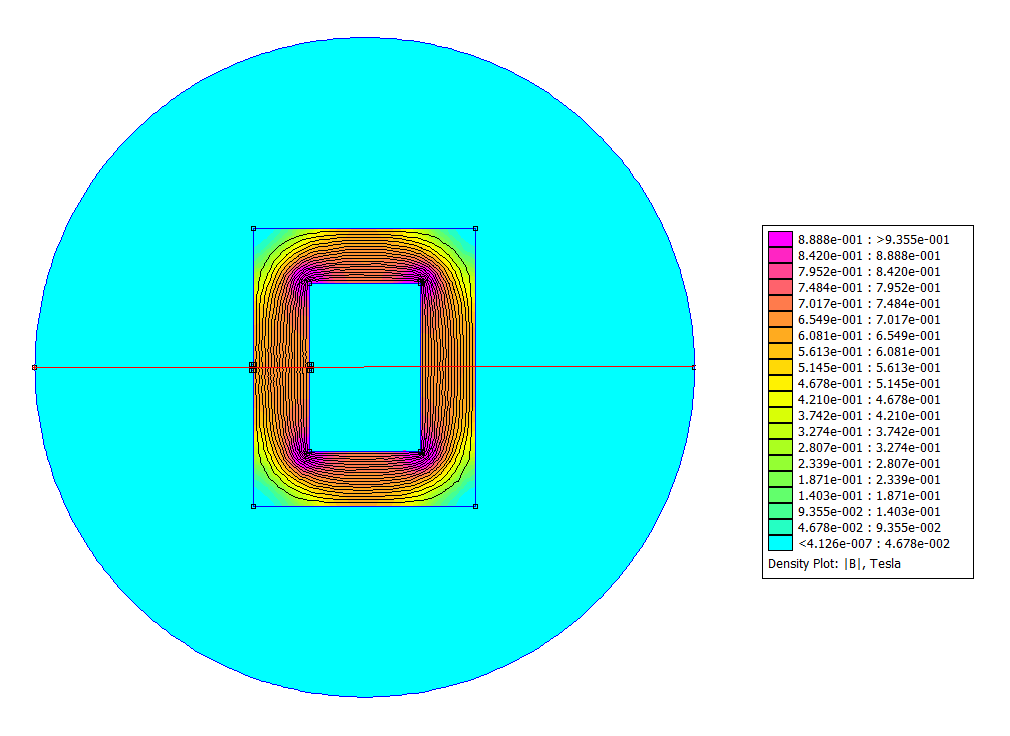 8.888e-001 : >9.355e-001
8.420e-001 : 8.888e-001
7.952e-001 : 8.420e-001
7.484e-001 : 7.952e-001
7.017e-001 : 7.484e-001
6.549e-001 : 7.017e-001
6.081e-001 : 6.549e-001
5.613e-001 : 6.081e-001
5.145e-001 : 5.613e-001
4.678e-001 : 5.145e-001
4.210e-001 : 4.678e-001
3.742e-001 : 4.210e-001
3.274e-001 : 3.742e-001
2.807e-001 : 3.274e-001
2.339e-001 : 2.807e-001
1.871e-001 : 2.339e-001
1.403e-001 : 1.871e-001
9.355e-002 : 1.403e-001
4.678e-002 : 9.355e-002
<4.126e-007 : 4.678e-002
Density Plot: |B|, Tesla